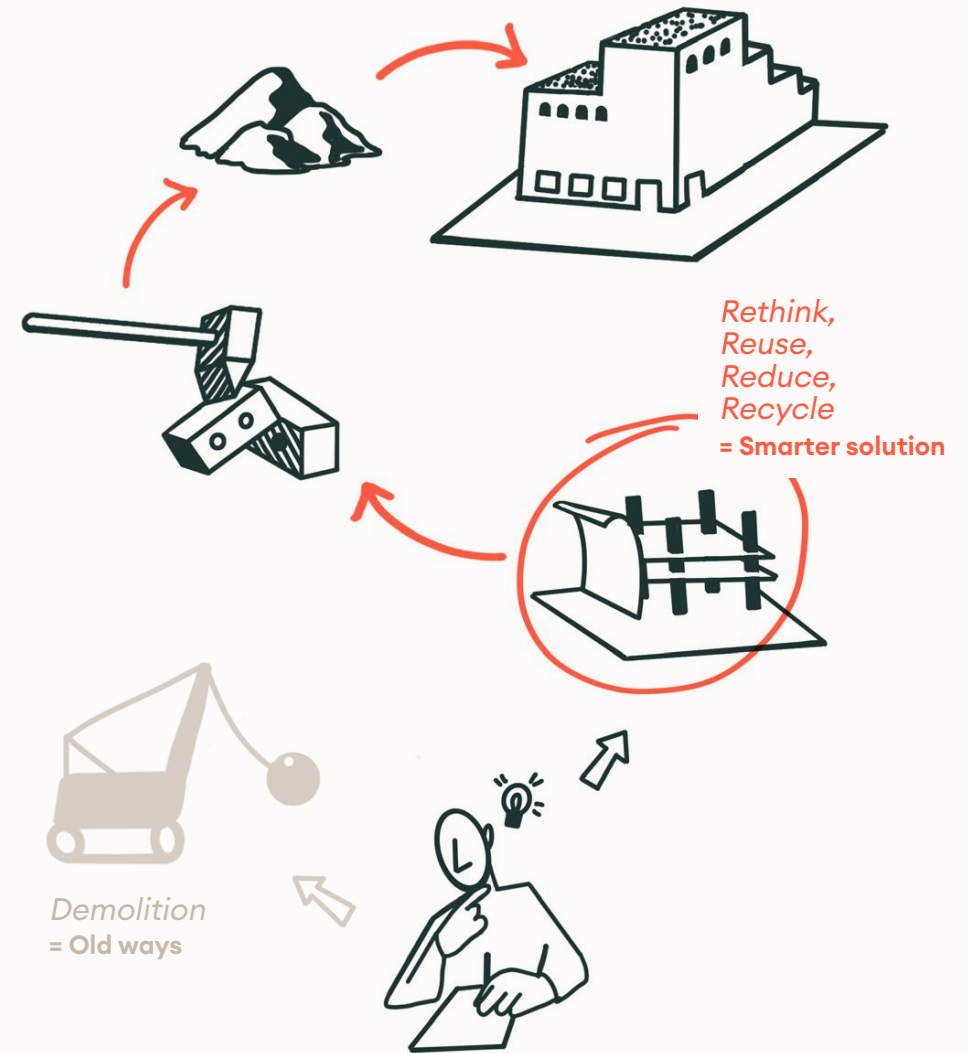 Rethink,
Reuse,
Reduce,
Recycle
= Smarter solution
Demolition
= Old ways